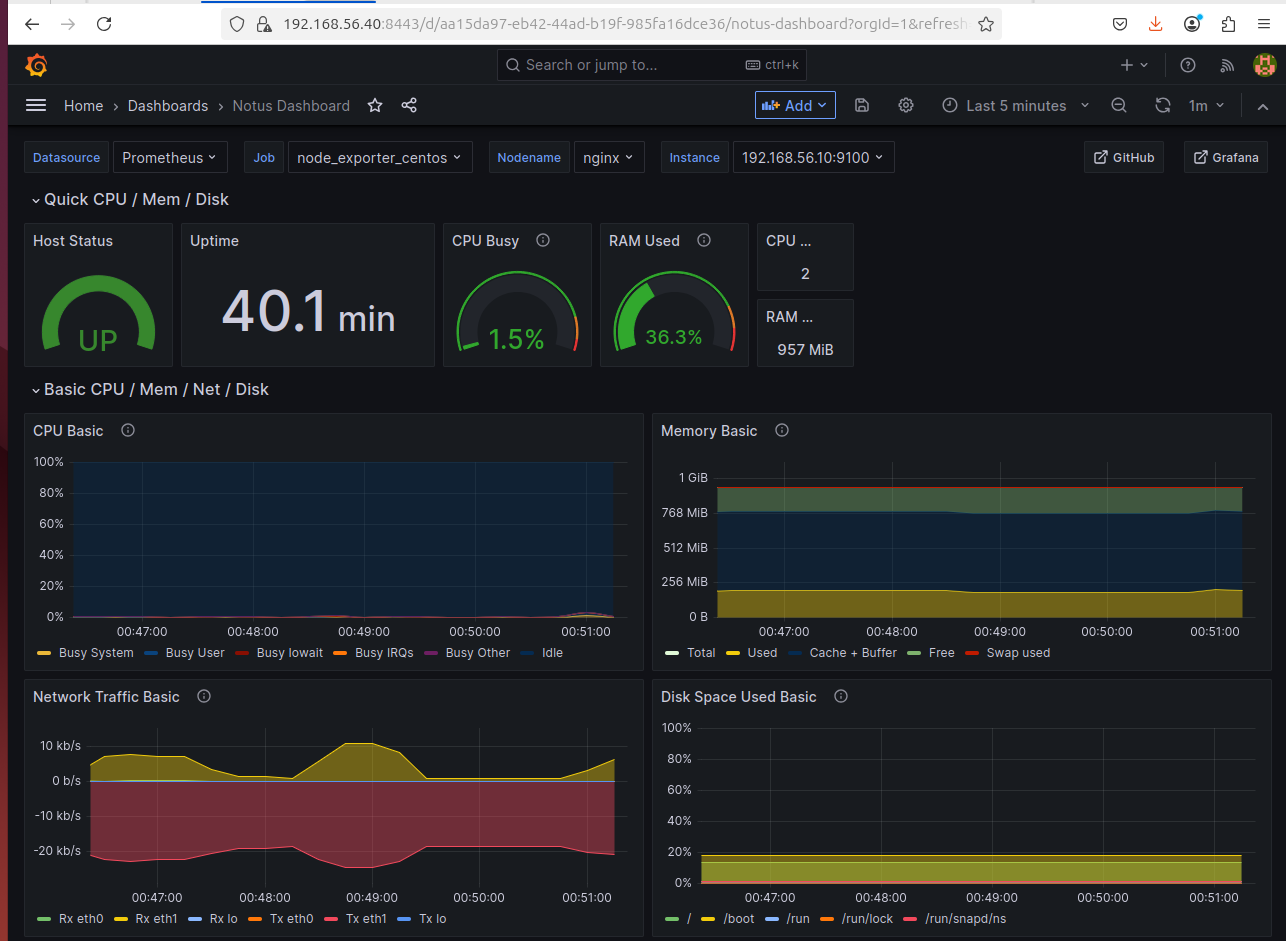 192.168.56.40:8443/d/aa15da97-eb42-44ad-b19f-985fa16dce36/notus-dashboard?orgId=1&refresh
Search or jump to... ctrl+k
Home › Dashboards › Notus Dashboard Add Last 5 minutes 1m
Datasource Prometheus Job node_exporter_centos Nodename nginx Instance 192.168.56.10:9100 GitHub Grafana
Quick CPU / Mem / Disk
Host Status Uptime CPU Busy RAM Used CPU ...
2
UP 40.1 min 1.5% 36.3% RAM ...
957 MiB
Basic CPU / Mem / Net / Disk
CPU Basic
100%
80%
60%
40%
20%
0%
00:47:00 00:48:00 00:49:00 00:50:00 00:51:00
Busy System Busy User Busy Iowait Busy IRQs Busy Other Idle
Memory Basic
1 GiB
768 MiB
512 MiB
256 MiB
0 B
00:47:00 00:48:00 00:49:00 00:50:00 00:51:00
Total Used Cache + Buffer Free Swap used
Network Traffic Basic
10 kb/s
0 b/s
-10 kb/s
-20 kb/s
00:47:00 00:48:00 00:49:00 00:50:00 00:51:00
Rx eth0 Rx eth1 Rx lo Tx eth0 Tx eth1 Tx lo
Disk Space Used Basic
100%
80%
60%
40%
20%
0%
00:47:00 00:48:00 00:49:00 00:50:00 00:51:00
/ /boot /run /run/lock /run/snapd/ns